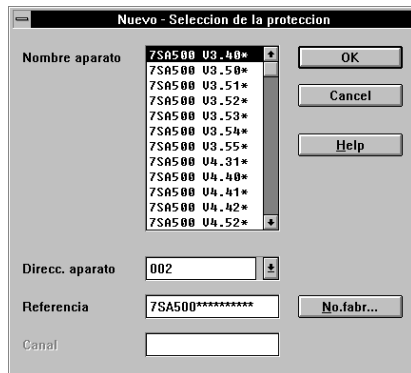 Nuevo - Seleccion de la proteccion
Nombre aparato
7SA500 V3.40*
7SA500 V3.50*
7SA500 V3.51*
7SA500 V3.52*
7SA500 V3.53*
7SA500 V3.54*
7SA500 V3.55*
7SA500 V4.31*
7SA500 V4.40*
7SA500 V4.41*
7SA500 V4.42*
7SA500 V4.52*
OK
Cancel
Help
Direcc. aparato
002
Referencia
7SA500**********
No.fabr...
Canal